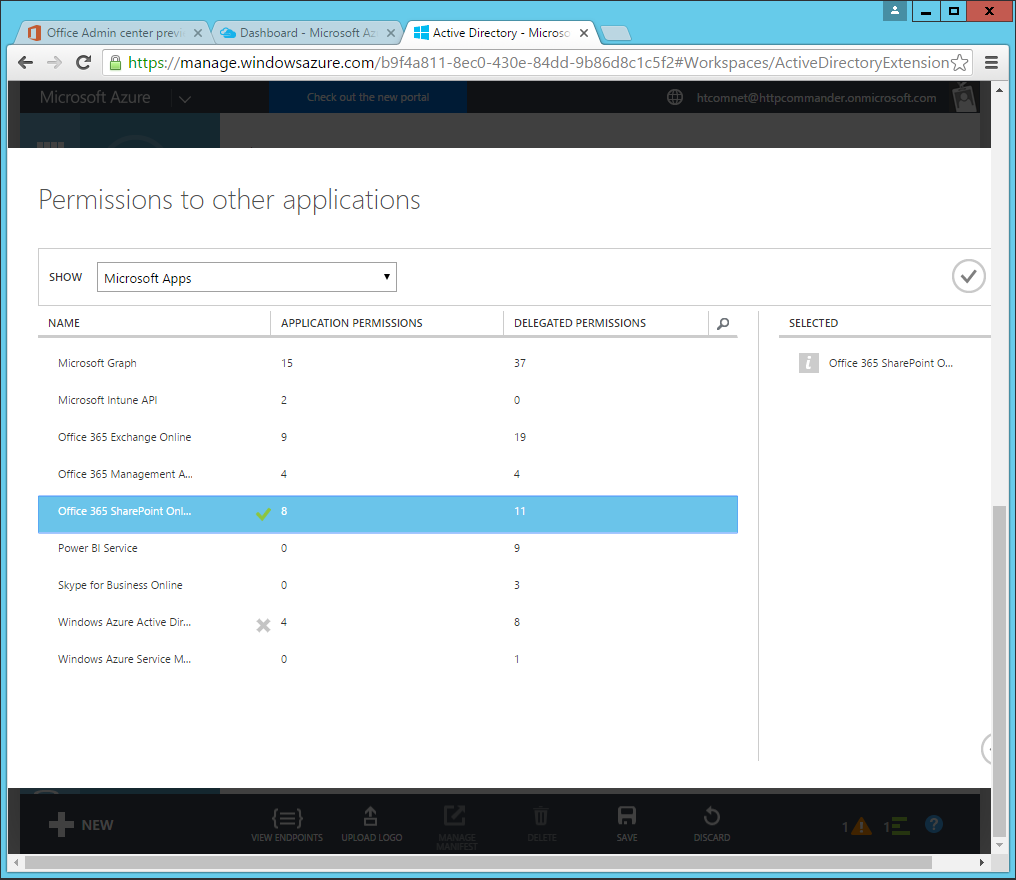 Office Admin center previ
Dashboard - Microsoft Az
Active Directory - Microso
https://manage.windowsazure.com/b9f4a811-8ec0-430e-84dd-9b86d8c1c5f2#Workspaces/ActiveDirectoryExtension
Microsoft Azure
Check out the new portal
htcomnet@httpcommander.onmicrosoft.com
Permissions to other applications
SHOW Microsoft Apps
NAME APPLICATION PERMISSIONS DELEGATED PERMISSIONS SELECTED
Microsoft Graph 15 37 Office 365 SharePoint O...
Microsoft Intune API 2 0
Office 365 Exchange Online 9 19
Office 365 Management A... 4 4
Office 365 SharePoint Onl... 8 11
Power BI Service 0 9
Skype for Business Online 0 3
Windows Azure Active Dir... 4 8
Windows Azure Service M... 0 1
NEW
VIEW ENDPOINTS
UPLOAD LOGO
MANAGE
MANIFEST
DELETE
SAVE
DISCARD
1
1
?